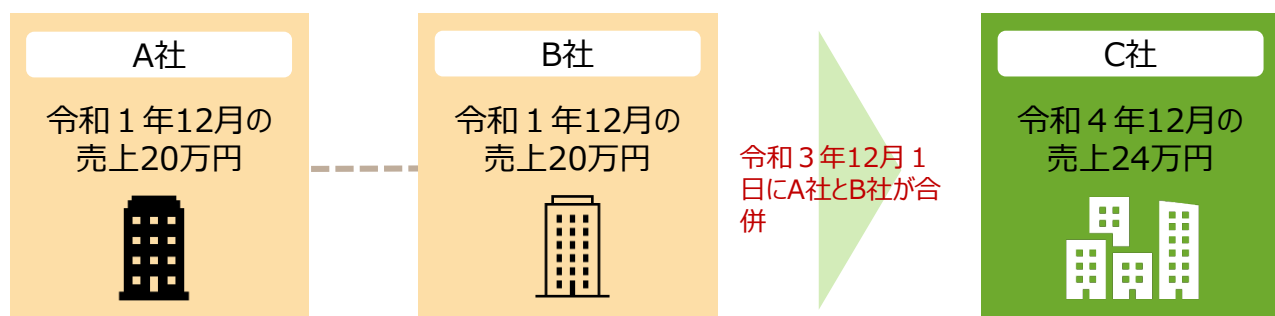 A社
令和１年12月の
売上20万円
B社
令和１年12月の
売上20万円
令和３年12月１
日にA社とB社が合
併
C社
令和４年12月の
売上24万円